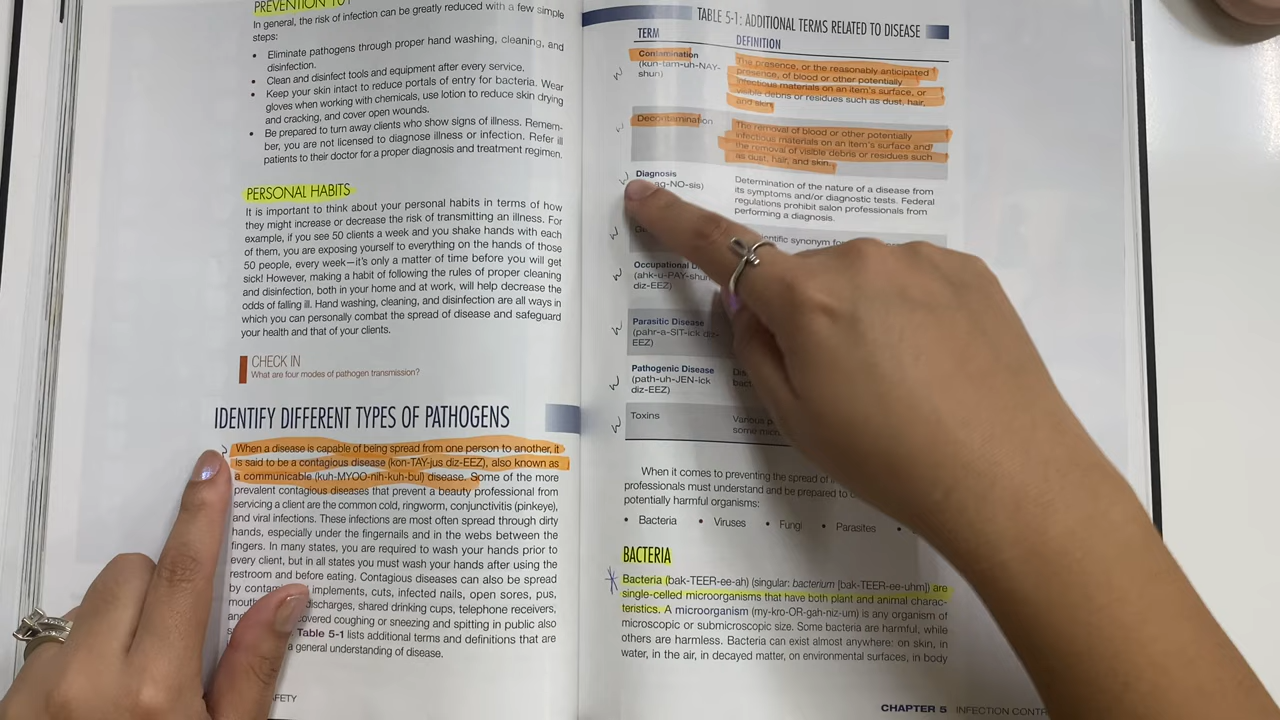 PREVENTION TO
In general, the risk of infection can be greatly reduced with a few simple
steps:
• Eliminate pathogens through proper hand washing, cleaning, and
disinfection.
• Clean and disinfect tools and equipment after every service.
• Keep your skin intact to reduce portals of entry for bacteria. Wear
gloves when working with chemicals, use lotion to reduce skin drying
and cracking, and cover open wounds.
• Be prepared to turn away clients who show signs of illness. Remem-
ber, you are not licensed to diagnose illness or infection. Refer ill
patients to their doctor for a proper diagnosis and treatment regimen.
PERSONAL HABITS
It is important to think about your personal habits in terms of how
they might increase or decrease the risk of transmitting an illness. For
example, if you see 50 clients a week and you shake hands with each
of them, you are exposing yourself to everything on the hands of those
50 people, every week—it's only a matter of time before you will get
sick! However, making a habit of following the rules of proper cleaning
and disinfection, both in your home and at work, will help decrease the
odds of falling ill. Hand washing, cleaning, and disinfection are all ways in
which you can personally combat the spread of disease and safeguard
your health and that of your clients.
CHECK IN
What are four modes of pathogen transmission?
IDENTIFY DIFFERENT TYPES OF PATHOGENS
When a disease is capable of being spread from one person to another, it
is said to be a contagious disease (kon-TAY-jus diz-EEZ), also known as
a communicable (kuh-MYOO-nih-kuh-bul) disease. Some of the more
prevalent contagious diseases that prevent a beauty professional from
servicing a client are the common cold, ringworm, conjunctivitis (pinkeye),
and viral infections. These infections are most often spread through dirty
hands, especially under the fingernails and in the webs between the
fingers. In many states, you are required to wash your hands prior to
every client, but in all states you must wash your hands after using the
restroom and before eating. Contagious diseases can also be spread
by implements, cuts, infected nails, open sores, pus,
mouth discharges, shared drinking cups, telephone receivers,
and coughing or sneezing and spitting in public also
Table 5-1 lists additional terms and definitions that are
a general understanding of disease.
FETY
TABLE 5-1: ADDITIONAL TERMS RELATED TO DISEASE
TERM DEFINITION
Contamination
(kun-tam-uh-NAY-
shun)
The presence, or the reasonably anticipated
presence, of blood or other potentially
infectious materials on an item's surface, or
visible debris or residues such as dust, hair,
and skin.
Decontamination
The removal of blood or other potentially
infectious materials on an item's surface and
the removal of visible debris or residues such
as dust, hair, and skin.
Diagnosis
ag-NO-sis)
Determination of the nature of a disease from
its symptoms and/or diagnostic tests. Federal
regulations prohibit salon professionals from
performing a diagnosis.
entific synonym
Occupational D
(ahk-u-PAY-shun
diz-EEZ)
Parasitic Disease
(pahr-a-SIT-ick diz-
EEZ)
Pathogenic Disease
(path-uh-JEN-ick
diz-EEZ)
Dis
bact
Toxins
Various p
some micr
When it comes to preventing the spread of
professionals must understand and be prepared to
potentially harmful organisms:
• Bacteria • Viruses • Fungi • Parasites •
BACTERIA
Bacteria (bak-TEER-ee-ah) (singular: bacterium [bak-TEER-ee-uhm]) are
single-celled microorganisms that have both plant and animal charac-
teristics. A microorganism (my-kro-OR-gah-niz-um) is any organism of
microscopic or submicroscopic size. Some bacteria are harmful, while
others are harmless. Bacteria can exist almost anywhere: on skin, in
water, in the air, in decayed matter, on environmental surfaces, in body
CHAPTER 5 INFECTION CONTR